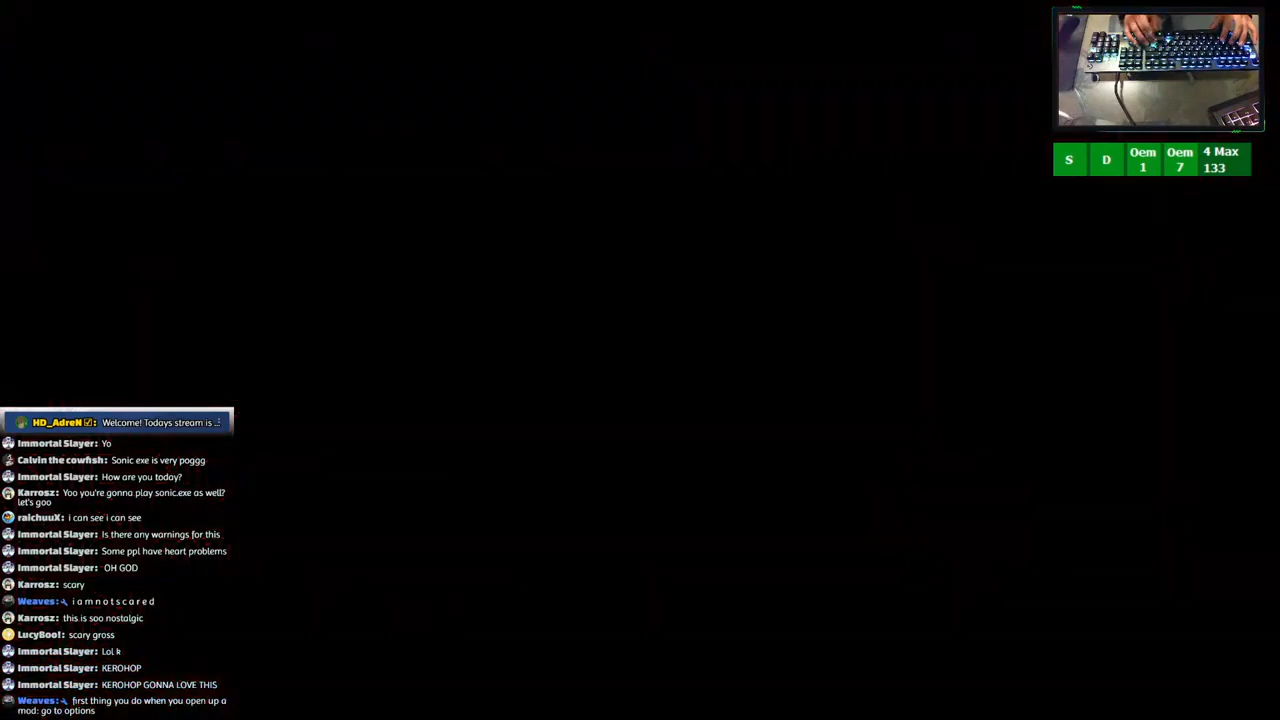 S D Oem 1 Oem 7 4 Max 133
HD_AdreN: Welcome! Todays stream is ...
Immortal Slayer: Yo
Calvin the cowfish: Sonic exe is very poggg
Immortal Slayer: How are you today?
Karrosz: Yoo you're gonna play sonic.exe as well?
let's goo
raichuuX: i can see i can see
Immortal Slayer: Is there any warnings for this
Immortal Slayer: Some ppl have heart problems
Immortal Slayer: OH GOD
Karrosz: scary
Weaves: i a m n o t s c a r e d
Karrosz: this is soo nostalgic
LucyBoo!: scary gross
Immortal Slayer: Lol k
Immortal Slayer: KEROHOP
Immortal Slayer: KEROHOP GONNA LOVE THIS
Weaves: first thing you do when you open up a
mod: go to options